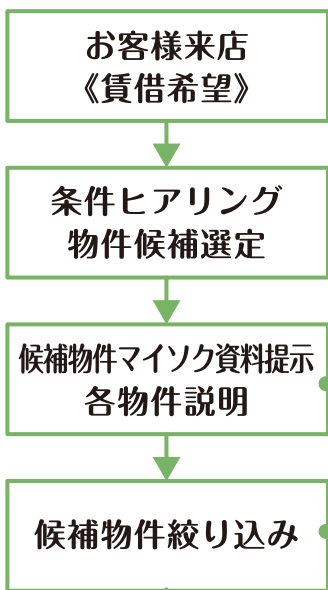 お客様来店
《賃借希望》
条件ヒアリング
物件候補選定
候補物件マイソク資料提示
各物件説明
候補物件絞り込み